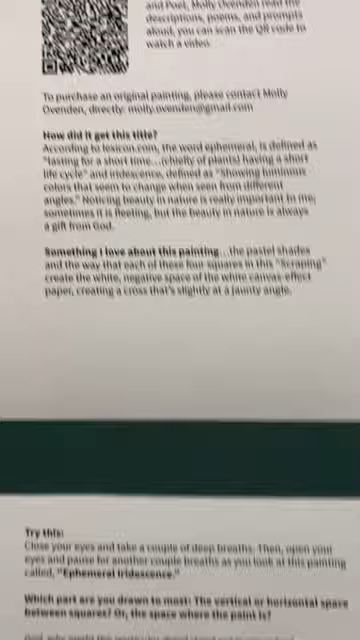 and Poet, Molly Ovenden read the
descriptions, poems, and prompts
aloud, you can scan the QR code to
watch a video.
To purchase an original painting, please contact Molly
Ovenden, directly: molly.ovenden@gmail.com
How did it get this title?
According to lexicon.com, the word ephemeral, is defined as
"lasting for a short time...(chiefly of plants) having a short
life cycle" and iridescence, defined as "Showing luminous
colors that seem to change when seen from different
angles." Noticing beauty in nature is really important to me;
sometimes it is fleeting, but the beauty in nature is always
a gift from God.
Something I love about this painting...the pastel shades
and the way that each of these four squares in this "Scraping"
create the white, negative space of the white canvas-effect
paper, creating a cross that's slightly at a jaunty angle.
Try this:
Close your eyes and take a couple of deep breaths. Then, open your
eyes and pause for another couple breaths as you look at this painting
called, "Ephemeral Iridescence."
Which part are you drawn to most: The vertical or horizontal space
between squares? Or, the space where the paint is?